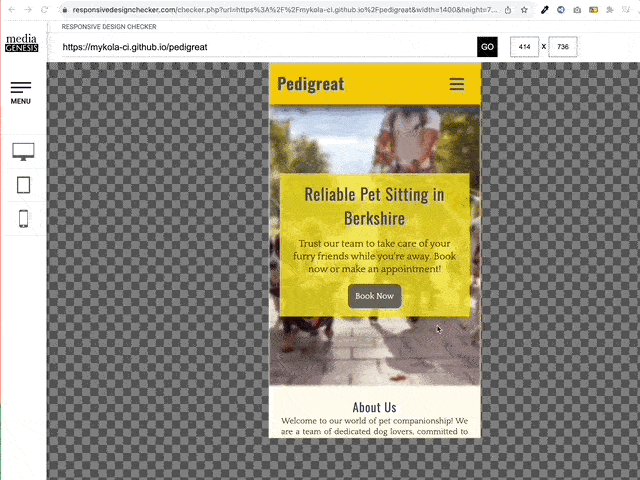 responsivedesignchecker.com/checker.php?url=https%3A%2F%2Fmykola-ci.github.io%2Fpedigreat&width=1400&height=7...
RESPONSIVE DESIGN CHECKER
media
GENESIS
https://mykola-ci.github.io/pedigreat
GO
414 X 736
MENU
Pedigreat
Reliable Pet Sitting in
Berkshire
Trust our team to take care of your
furry friends while you're away. Book
now or make an appointment!
Book Now
About Us
Welcome to our world of pet companionship! We
are a team of dedicated dog lovers, committed to